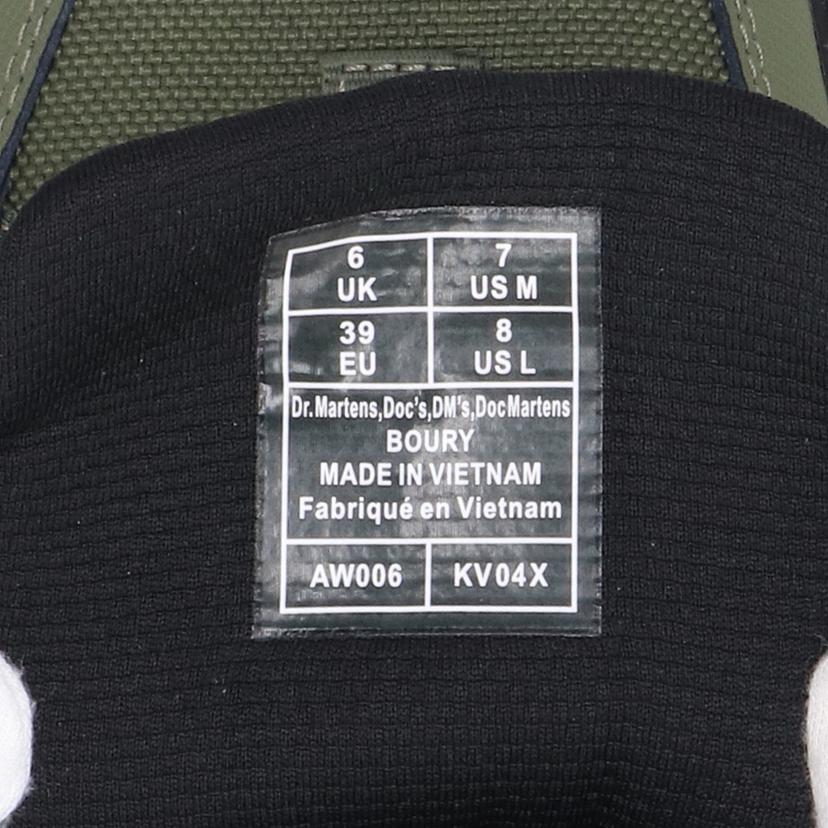 6 7
UK US M
39 8
EU US L
Dr.Martens,Doc's,DM's,DocMartens
BOURY
MADE IN VIETNAM
Fabriqué en Vietnam
AW006 KV04X